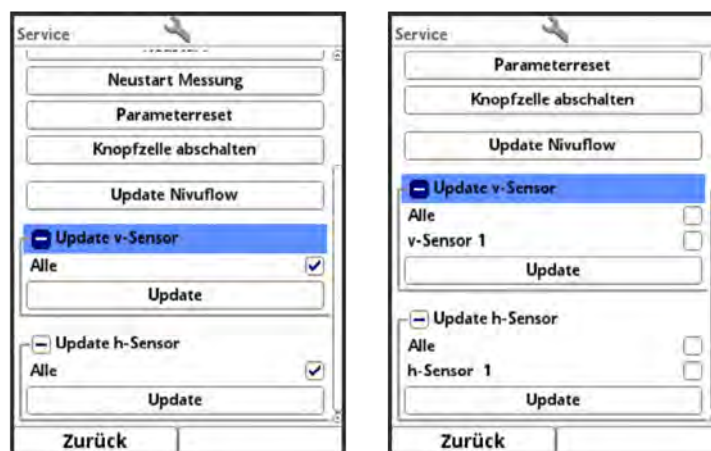 Service
Neustart Messung
Parameterreset
Knopfzelle abschalten
Update Nivuflow
Update v-Sensor
Alle
Update
Update h-Sensor
Alle
Update
Zurück
Service
Parameterreset
Knopfzelle abschalten
Update Nivuflow
Update v-Sensor
Alle
v-Sensor 1
Update
Update h-Sensor
Alle
h-Sensor 1
Update
Zurück